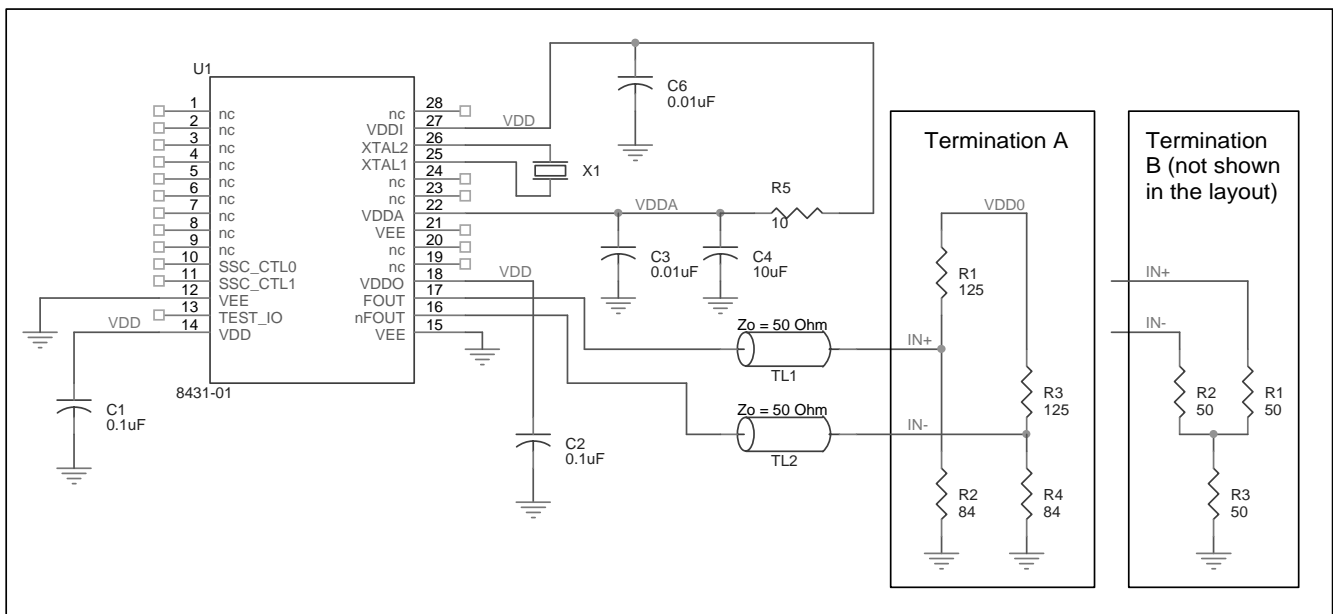 U1
1 nc
2 nc
3 nc
4 nc
5 nc
6 nc
7 nc
8 nc
9 nc
10 SSC_CTL0
11 SSC_CTL1
12 VEE
13 TEST_IO
14 VDD
28 nc
27 VDDI
26 XTAL2
25 XTAL1
24 nc
23 nc
22 VDDA
21 VEE
20 nc
19 nc
18 VDDO
17 FOUT
16 nFOUT
15 VEE
8431-01
VDD
C1
0.1uF
VDD
C6
0.01uF
X1
VDDA
R5
10
C3
0.01uF
C4
10uF
VDD
C2
0.1uF
Zo = 50 Ohm
TL1
Zo = 50 Ohm
TL2
Termination A
VDD0
R1
125
IN+
R3
125
IN-
R2
84
R4
84
Termination
B (not shown
in the layout)
IN+
IN-
R2
50
R1
50
R3
50